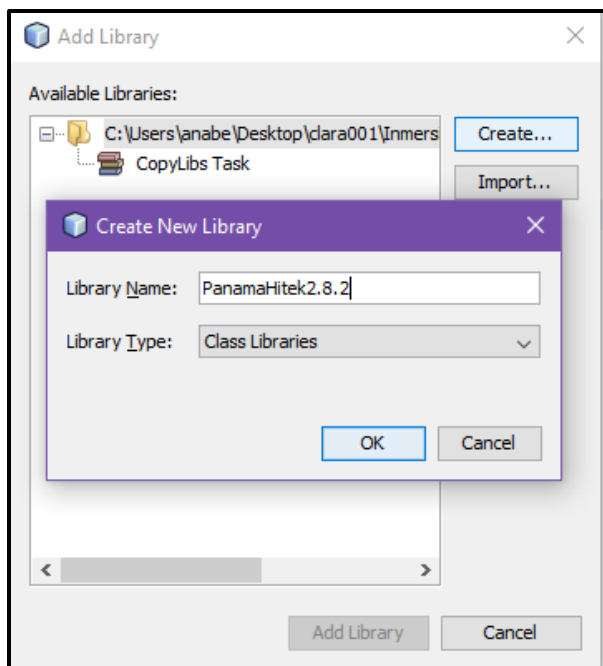 Add Library
Available Libraries:
C:\Users\anabe\Desktop\clara001\Inmers
Create...
CopyLibs Task
Import...
Create New Library
Library Name: PanamaHitek2.8.2
Library Type: Class Libraries
OK Cancel
Add Library Cancel